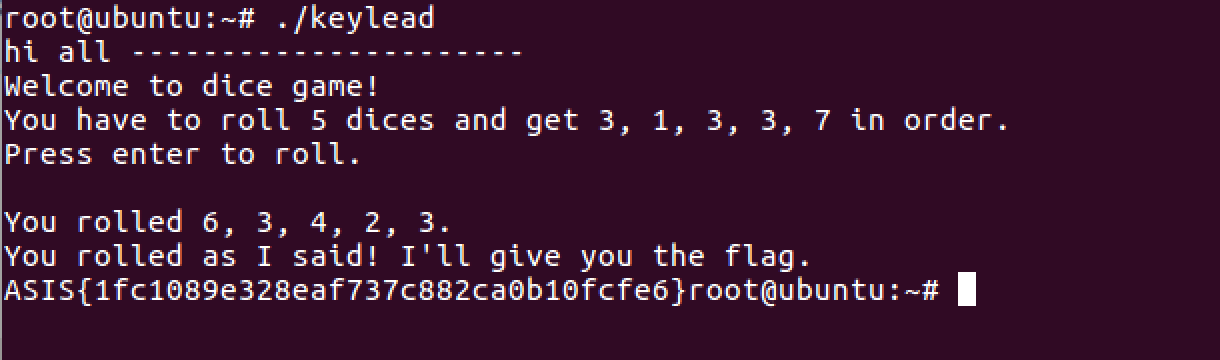 root@ubuntu:~# ./keylead
hi all ----------------------
Welcome to dice game!
You have to roll 5 dices and get 3, 1, 3, 3, 7 in order.
Press enter to roll.
You rolled 6, 3, 4, 2, 3.
You rolled as I said! I'll give you the flag.
ASIS{1fc1089e328eaf737c882ca0b10fcfe6}root@ubuntu:~#